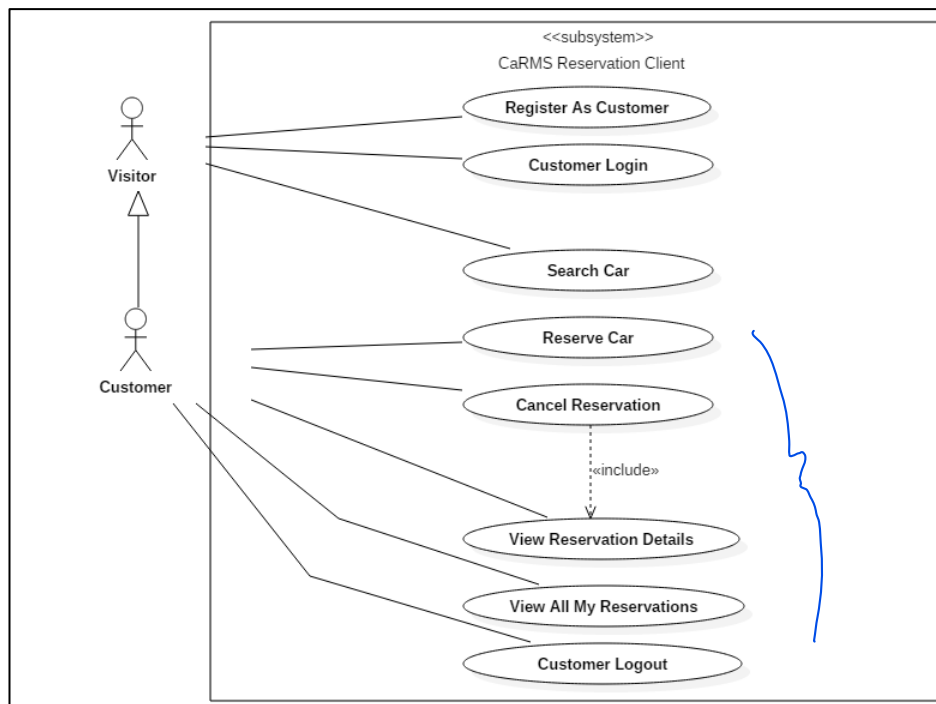 <<subsystem>>
CaRMS Reservation Client
Register As Customer
Visitor
Customer Login
Search Car
Reserve Car
Customer
Cancel Reservation
«include»
View Reservation Details
View All My Reservations
Customer Logout